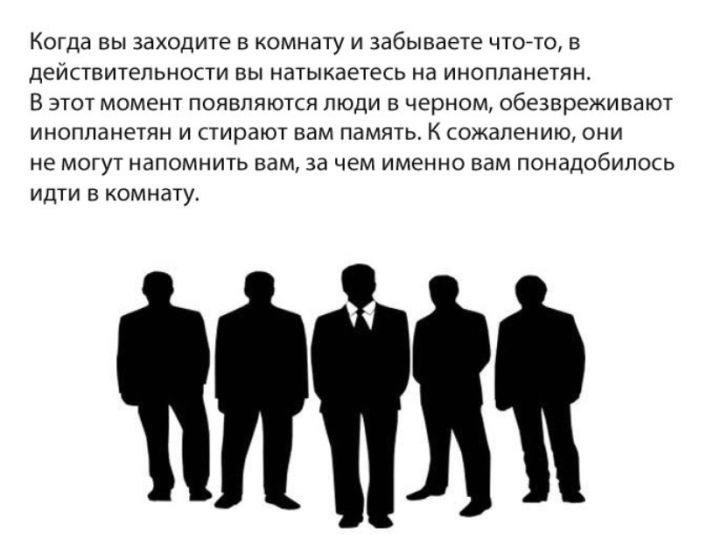 Когда вы заходите в комнату и забываете что-то, в
действительности вы натыкаетесь на инопланетян.
В этот момент появляются люди в черном, обезвреживают
инопланетян и стирают вам память. К сожалению, они
не могут напомнить вам, за чем именно вам понадобилось
идти в комнату.